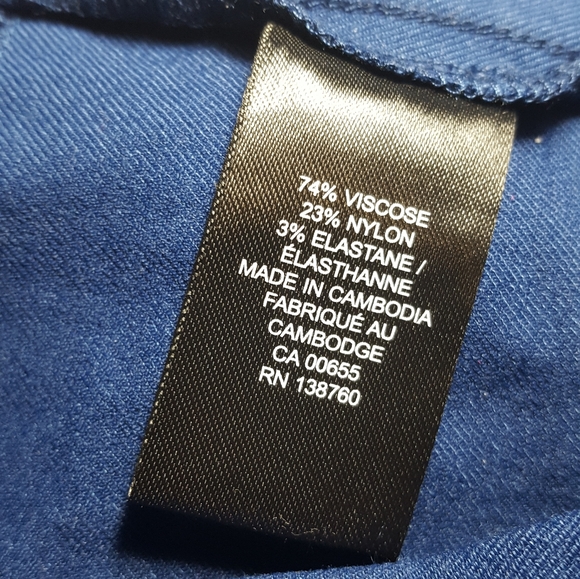 74% VISCOSE
23% NYLON
3% ELASTANE /
ÉLASTHANNE
MADE IN CAMBODIA
FABRIQUÉ AU
CAMBODGE
CA 00655
RN 138760